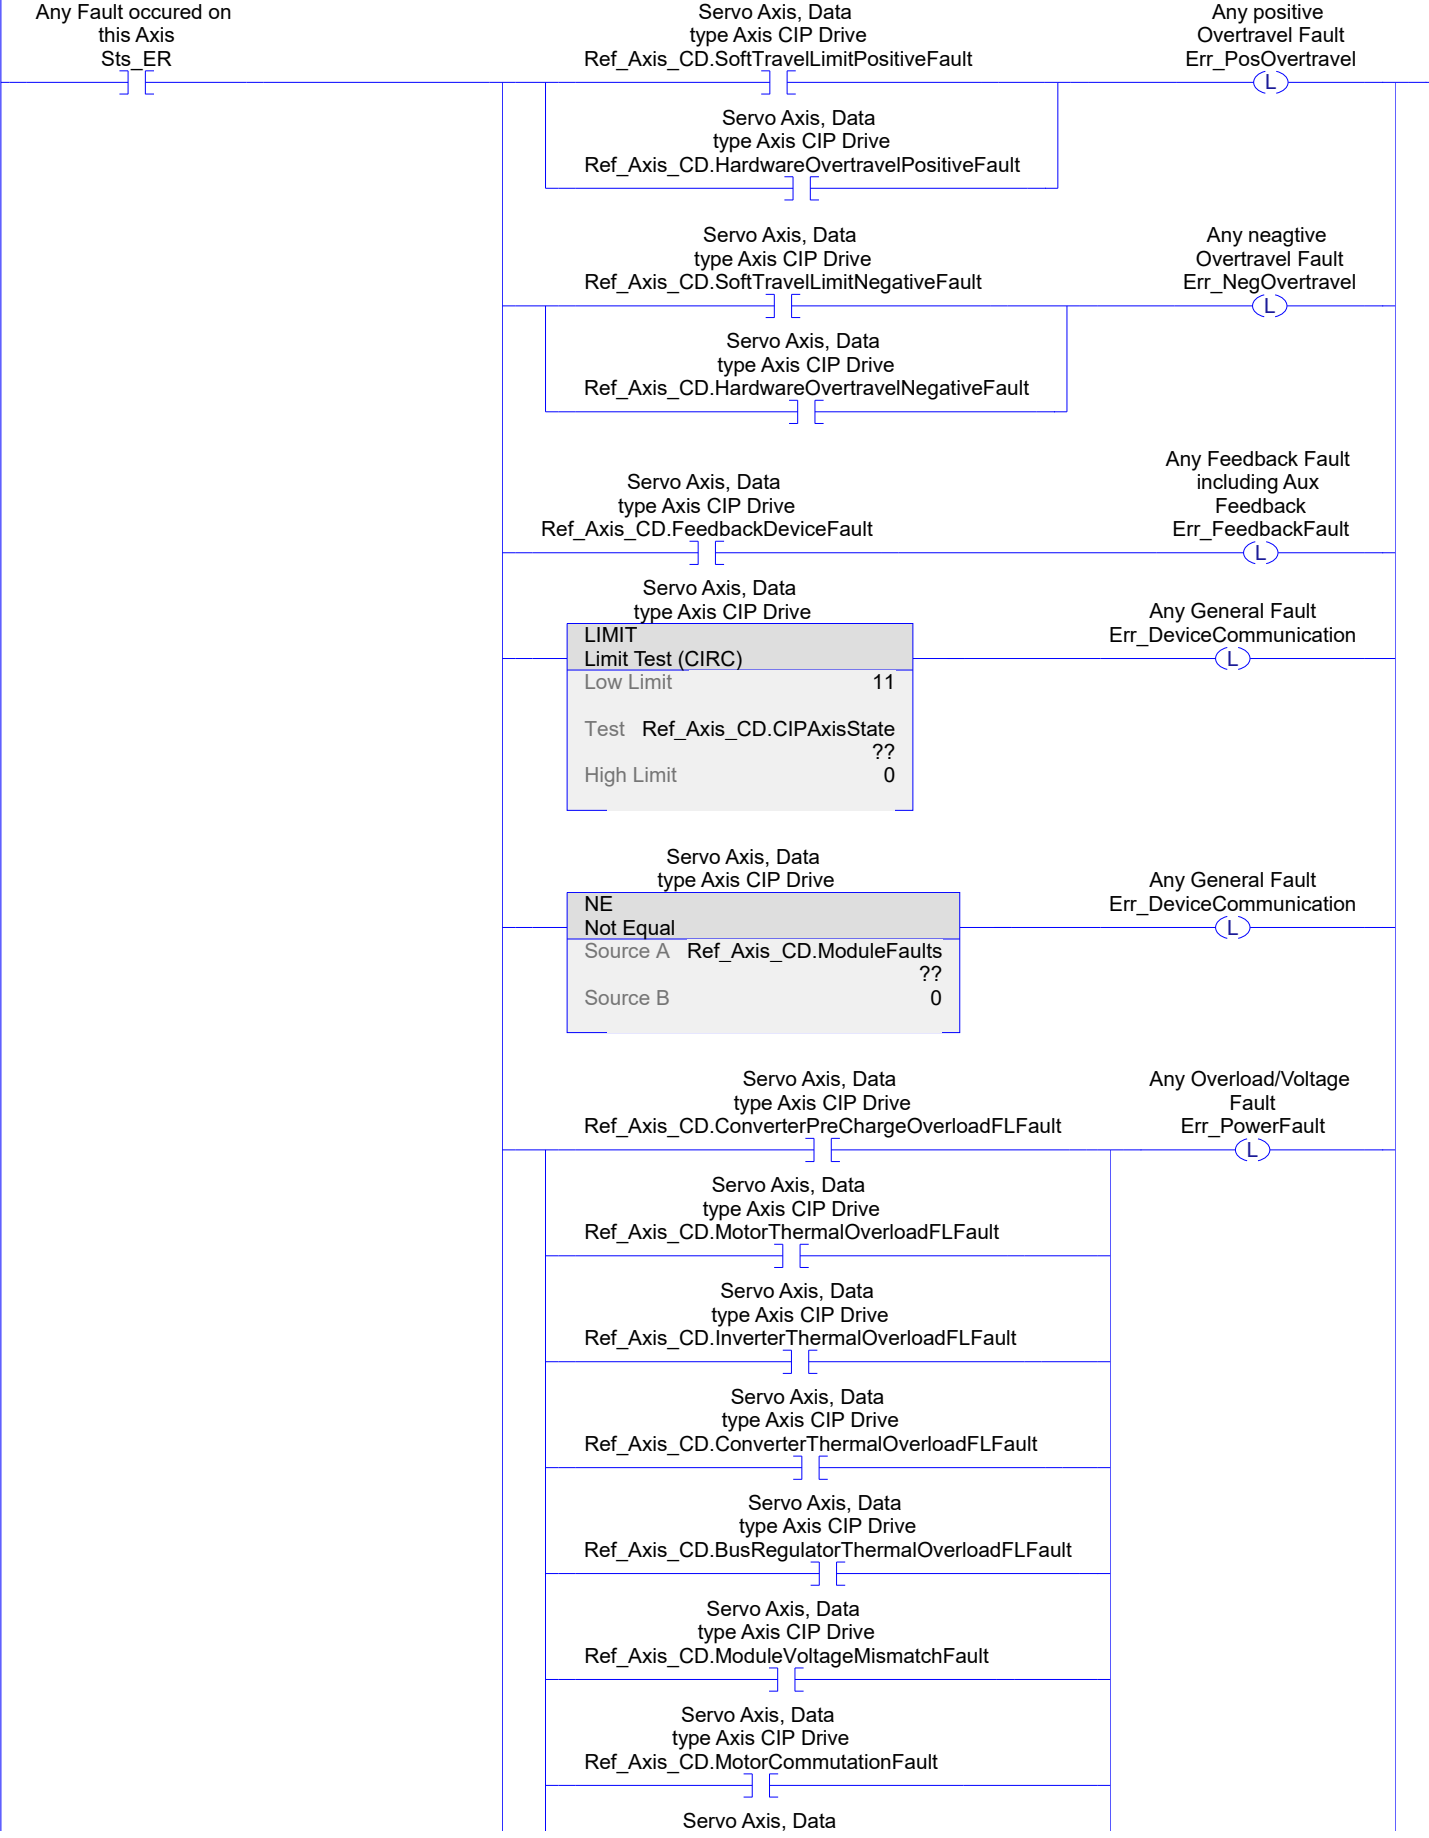 Any Fault occured on
this Axis
Sts_ER
Servo Axis, Data
type Axis CIP Drive
Ref_Axis_CD.SoftTravelLimitPositiveFault
Any positive
Overtravel Fault
Err_PosOvertravel
L
Servo Axis, Data
type Axis CIP Drive
Ref_Axis_CD.HardwareOvertravelPositiveFault
Servo Axis, Data
type Axis CIP Drive
Ref_Axis_CD.SoftTravelLimitNegativeFault
Any neagtive
Overtravel Fault
Err_NegOvertravel
L
Servo Axis, Data
type Axis CIP Drive
Ref_Axis_CD.HardwareOvertravelNegativeFault
Servo Axis, Data
type Axis CIP Drive
Ref_Axis_CD.FeedbackDeviceFault
Any Feedback Fault
including Aux
Feedback
Err_FeedbackFault
L
Servo Axis, Data
type Axis CIP Drive
LIMIT
Limit Test (CIRC)
Low Limit 11
Test Ref_Axis_CD.CIPAxisState
??
High Limit 0
Any General Fault
Err_DeviceCommunication
L
Servo Axis, Data
type Axis CIP Drive
NE
Not Equal
Source A Ref_Axis_CD.ModuleFaults
??
Source B 0
Any General Fault
Err_DeviceCommunication
L
Servo Axis, Data
type Axis CIP Drive
Ref_Axis_CD.ConverterPreChargeOverloadFLFault
Any Overload/Voltage
Fault
Err_PowerFault
L
Servo Axis, Data
type Axis CIP Drive
Ref_Axis_CD.MotorThermalOverloadFLFault
Servo Axis, Data
type Axis CIP Drive
Ref_Axis_CD.InverterThermalOverloadFLFault
Servo Axis, Data
type Axis CIP Drive
Ref_Axis_CD.ConverterThermalOverloadFLFault
Servo Axis, Data
type Axis CIP Drive
Ref_Axis_CD.BusRegulatorThermalOverloadFLFault
Servo Axis, Data
type Axis CIP Drive
Ref_Axis_CD.ModuleVoltageMismatchFault
Servo Axis, Data
type Axis CIP Drive
Ref_Axis_CD.MotorCommutationFault
Servo Axis, Data